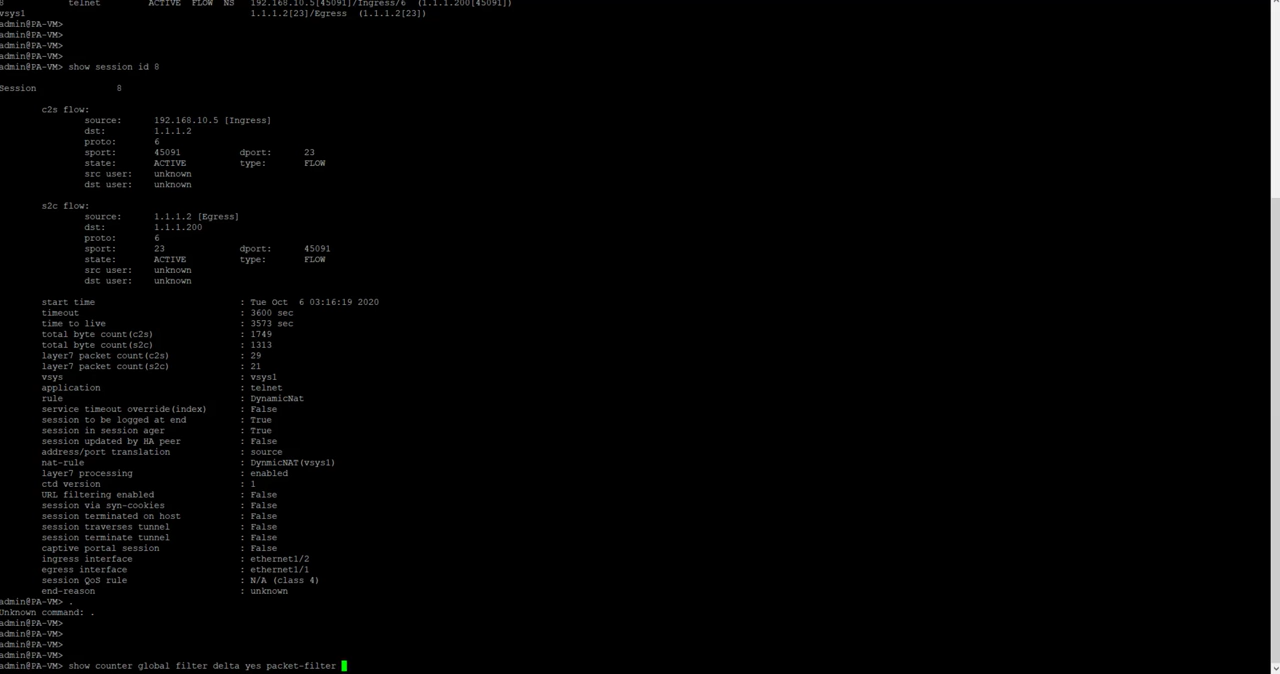 8       telnet         ACTIVE  FLOW  NS   192.168.10.5[45091]/Ingress/6  (1.1.1.200[45091])
vsys1                                          1.1.1.2[23]/Egress  (1.1.1.2[23])
admin@PA-VM>
admin@PA-VM>
admin@PA-VM>
admin@PA-VM>
admin@PA-VM> show session id 8
Session               8
        c2s flow:
                source:      192.168.10.5 [Ingress]
                dst:         1.1.1.2
                proto:       6
                sport:       45091           dport:      23
                state:       ACTIVE          type:       FLOW
                src user:    unknown
                dst user:    unknown
        s2c flow:
                source:      1.1.1.2 [Egress]
                dst:         1.1.1.200
                proto:       6
                sport:       23              dport:      45091
                state:       ACTIVE          type:       FLOW
                src user:    unknown
                dst user:    unknown
        start time                           : Tue Oct  6 03:16:19 2020
        timeout                              : 3600 sec
        time to live                         : 3573 sec
        total byte count(c2s)                : 1749
        total byte count(s2c)                : 1313
        layer7 packet count(c2s)             : 29
        layer7 packet count(s2c)             : 21
        vsys                                 : vsys1
        application                          : telnet
        rule                                 : DynamicNat
        service timeout override(index)      : False
        session to be logged at end          : True
        session in session ager              : True
        session updated by HA peer           : False
        address/port translation             : source
        nat-rule                             : DynmicNAT(vsys1)
        layer7 processing                    : enabled
        ctd version                          : 1
        URL filtering enabled                : False
        session via syn-cookies              : False
        session terminated on host           : False
        session traverses tunnel             : False
        session terminate tunnel             : False
        captive portal session               : False
        ingress interface                    : ethernet1/2
        egress interface                     : ethernet1/1
        session QoS rule                     : N/A (class 4)
        end-reason                           : unknown
admin@PA-VM> .
Unknown command: .
admin@PA-VM>
admin@PA-VM>
admin@PA-VM>
admin@PA-VM>
admin@PA-VM> show counter global filter delta yes packet-filter